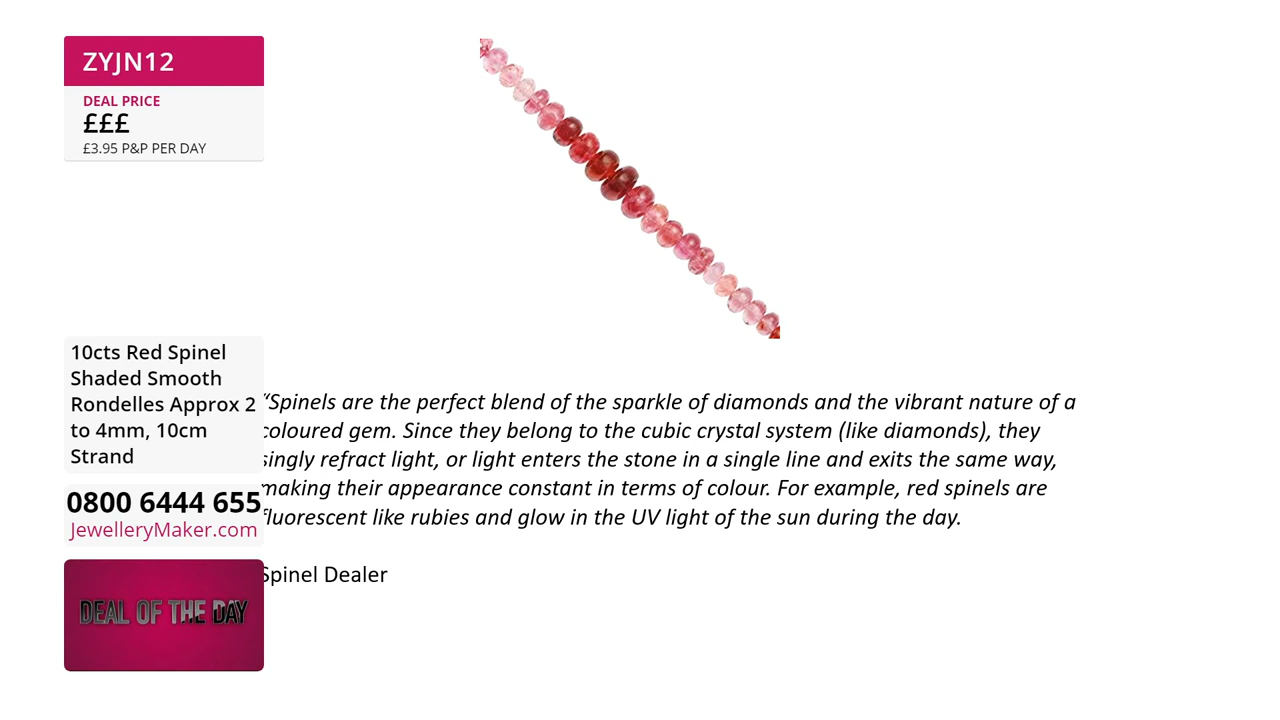 ZYJN12
DEAL PRICE
£££
£3.95 P&P PER DAY
10cts Red Spinel
Shaded Smooth
Rondelles Approx 2
to 4mm, 10cm
Strand
0800 6444 655
JewelleryMaker.com
DEAL OF THE DAY
“Spinels are the perfect blend of the sparkle of diamonds and the vibrant nature of a
coloured gem. Since they belong to the cubic crystal system (like diamonds), they
singly refract light, or light enters the stone in a single line and exits the same way,
making their appearance constant in terms of colour. For example, red spinels are
fluorescent like rubies and glow in the UV light of the sun during the day.
Spinel Dealer